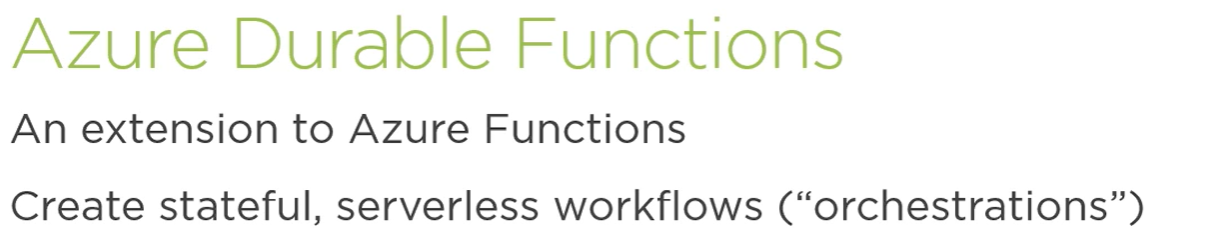 Azure Durable Functions
An extension to Azure Functions
Create stateful, serverless workflows (“orchestrations”)